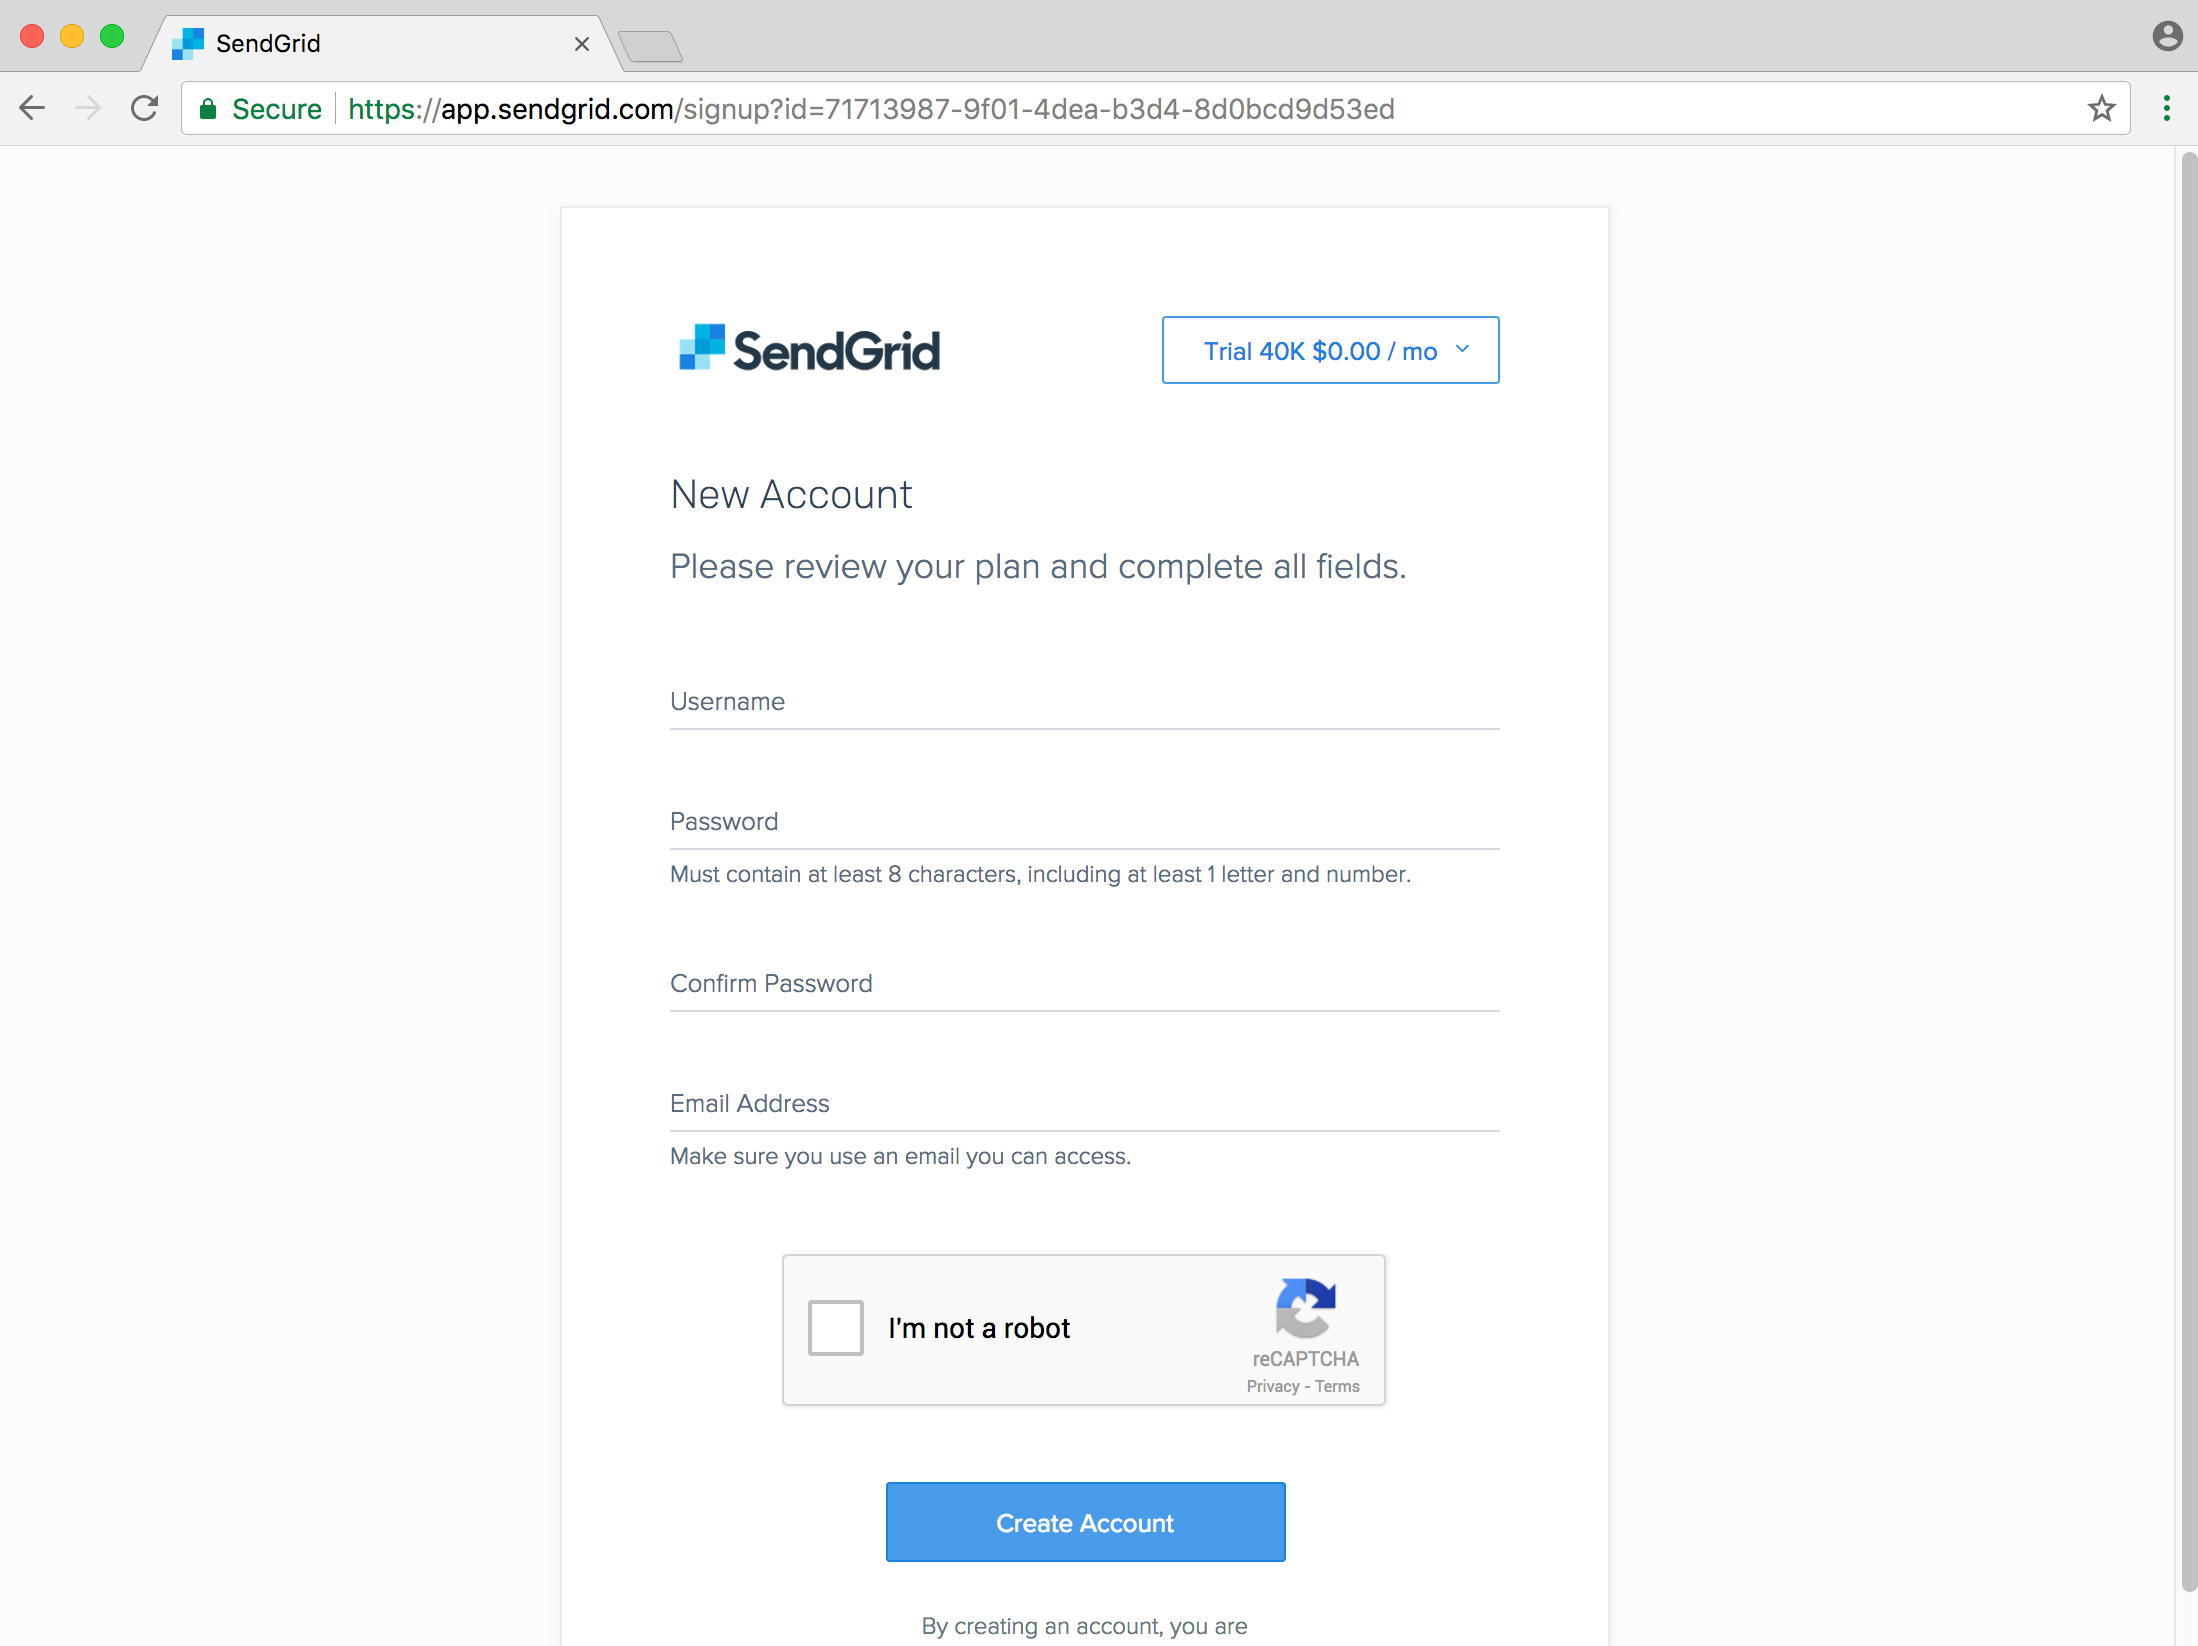 SendGrid
Secure https://app.sendgrid.com/signup?id=71713987-9f01-4dea-b3d4-8d0bcd9d53ed
SendGrid
Trial 40K $0.00 / mo
New Account
Please review your plan and complete all fields.
Username
Password
Must contain at least 8 characters, including at least 1 letter and number.
Confirm Password
Email Address
Make sure you use an email you can access.
I'm not a robot
reCAPTCHA
Privacy - Terms
Create Account
By creating an account, you are